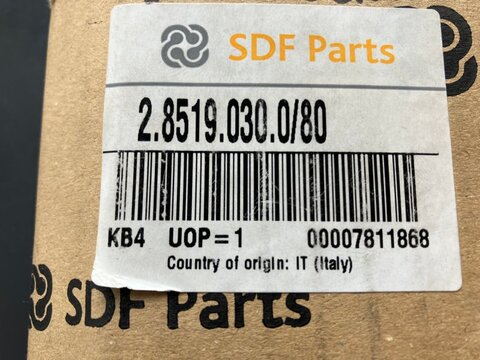 SDF Parts
2.8519.030.0/80
KB4 UOP=1 00007811868
Country of origin: IT (Italy)
SDF Parts